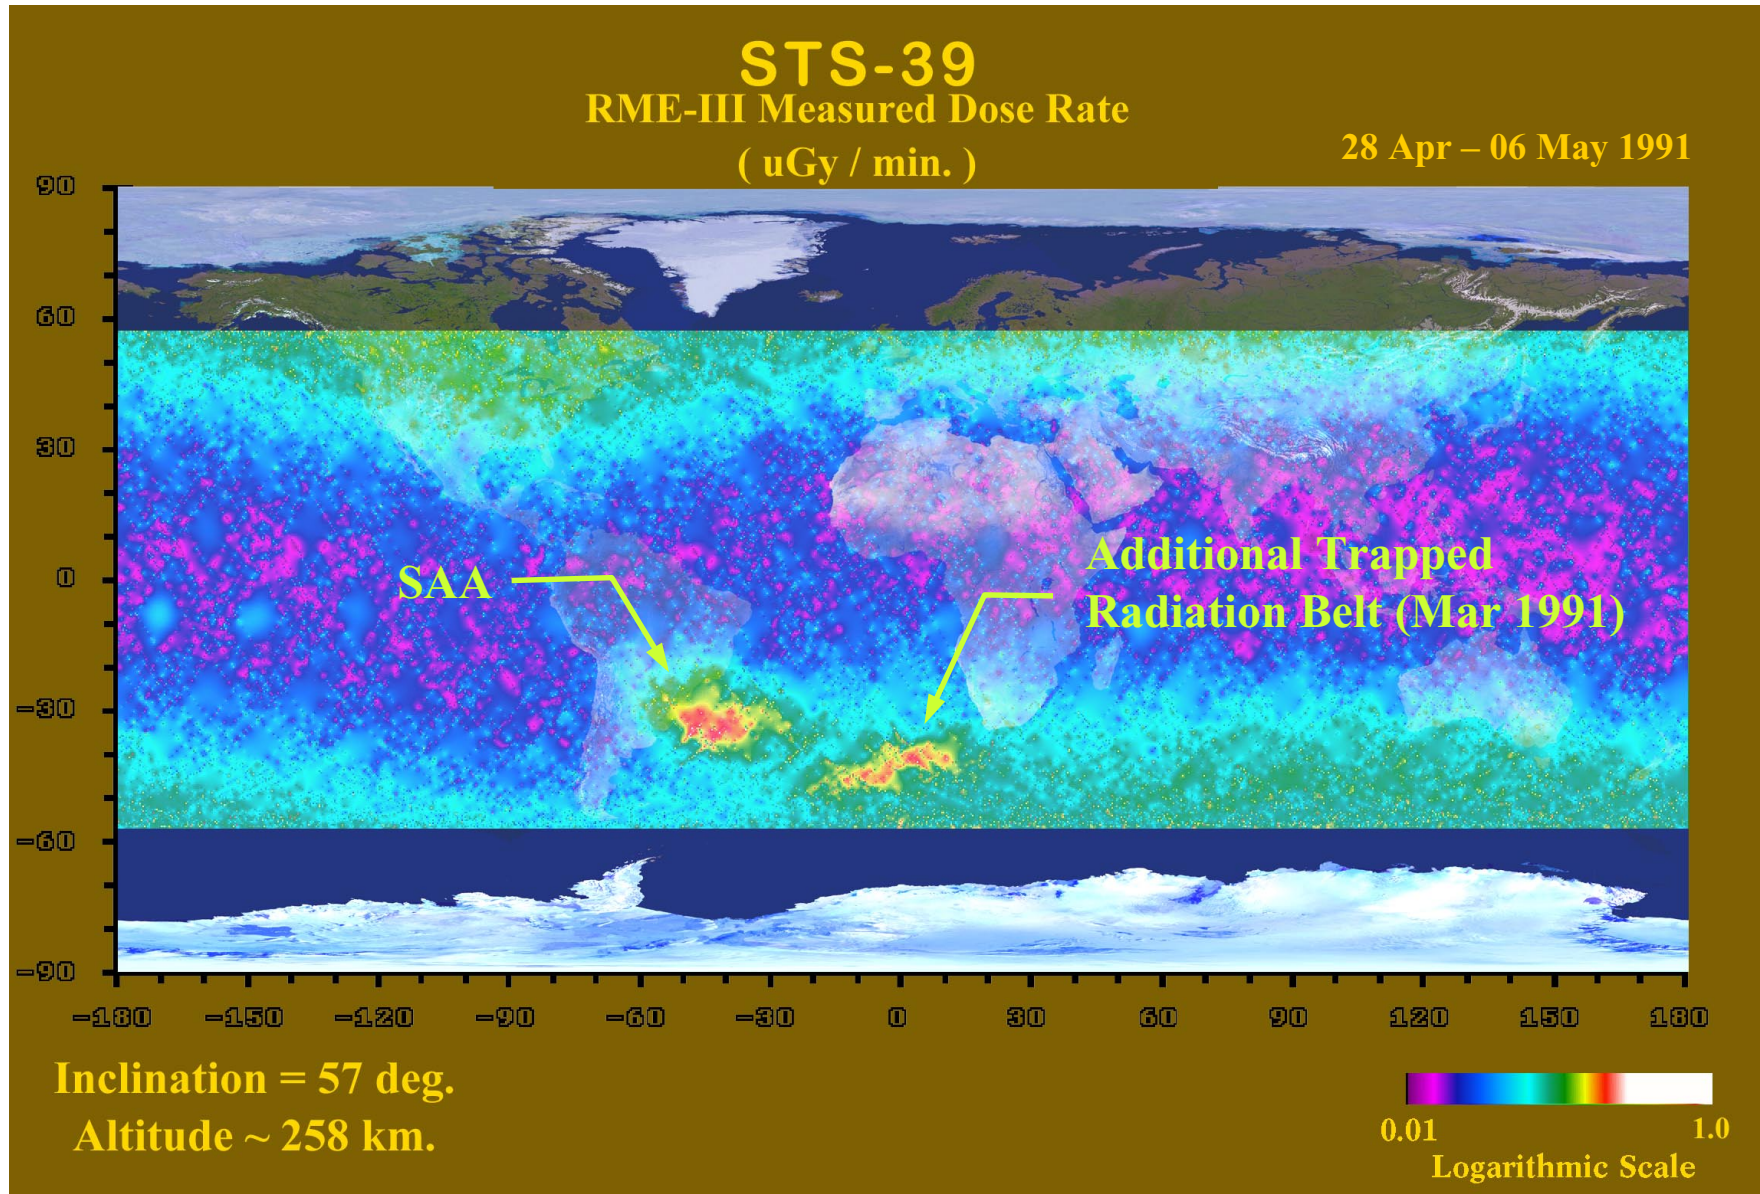 STS-39
RME-III Measured Dose Rate
( uGy / min. )
28 Apr – 06 May 1991
90
60
30
0
-30
-60
-90
SAA
Additional Trapped
Radiation Belt (Mar 1991)
-180 -150 -120 -90 -60 -30 0 30 60 90 120 150 180
Inclination = 57 deg.
Altitude ~ 258 km.
0.01 1.0
Logarithmic Scale